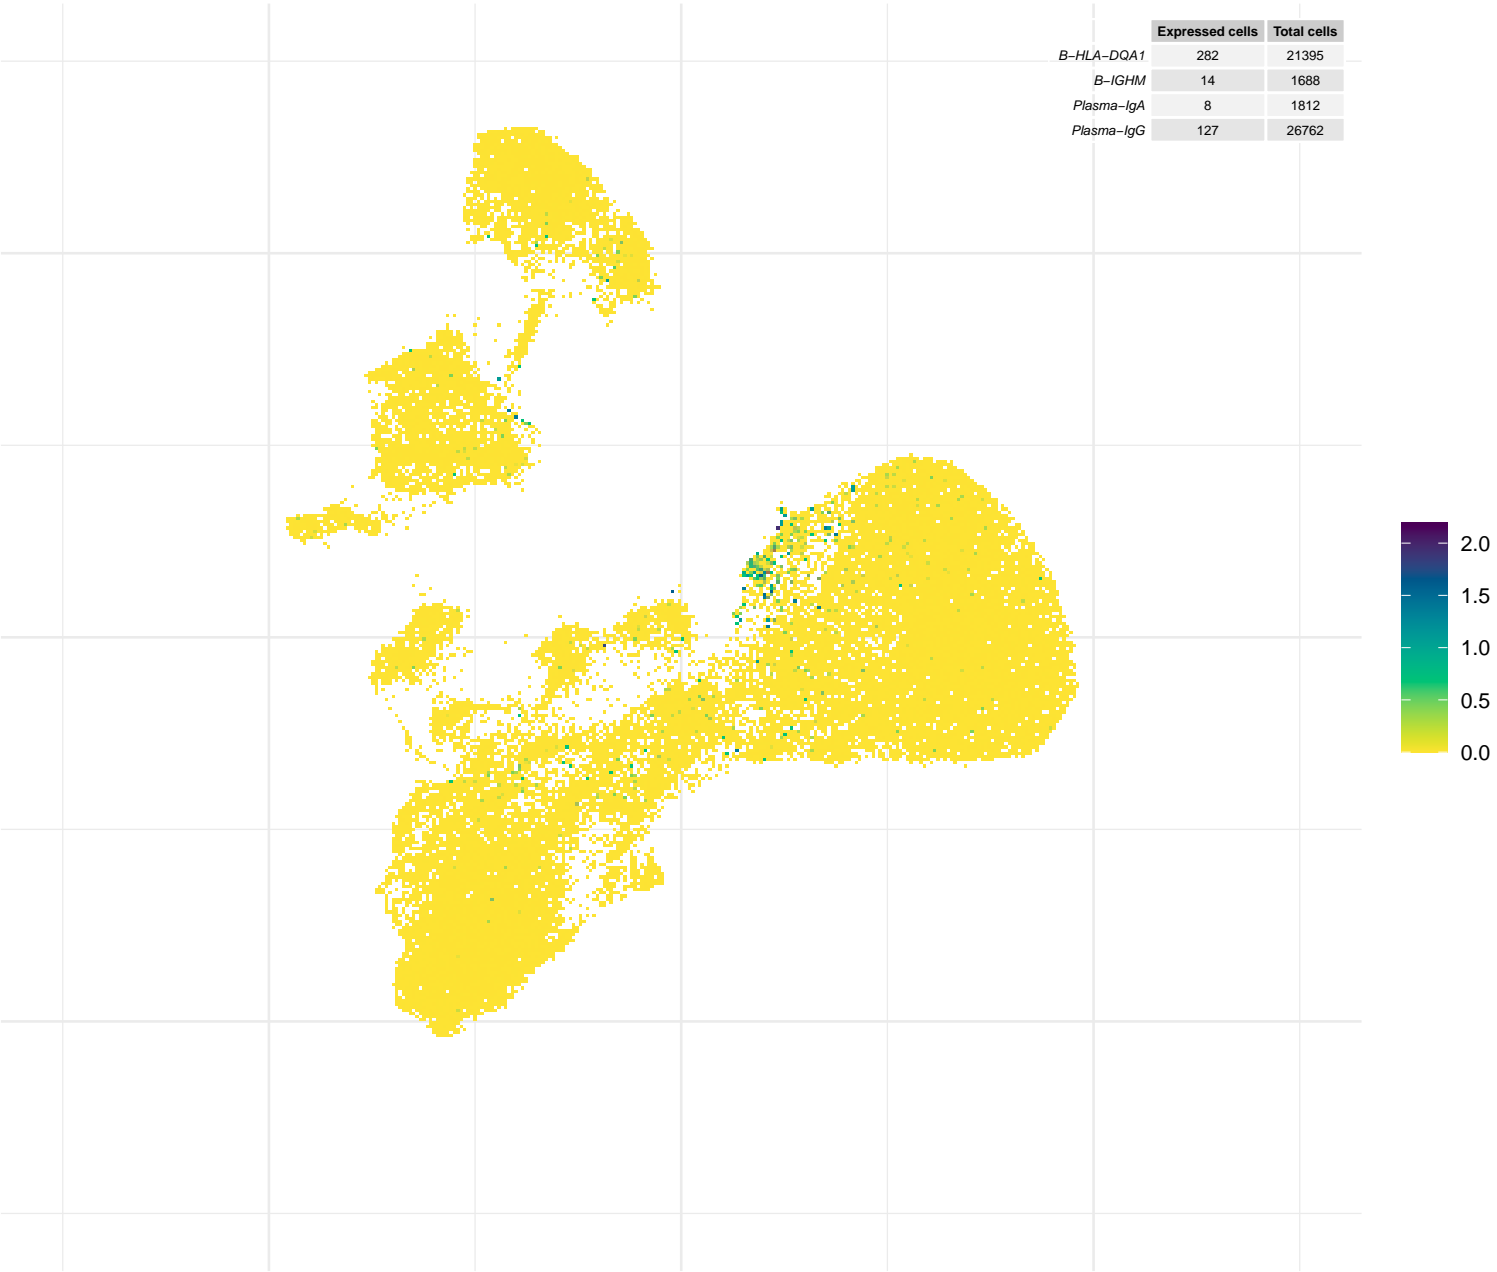 Expressed cells Total cells
B−HLA−DQA1 282 21395
B−IGHM 14 1688
Plasma−IgA 8 1812
Plasma−IgG 127 26762
2.0
1.5
1.0
0.5
0.0